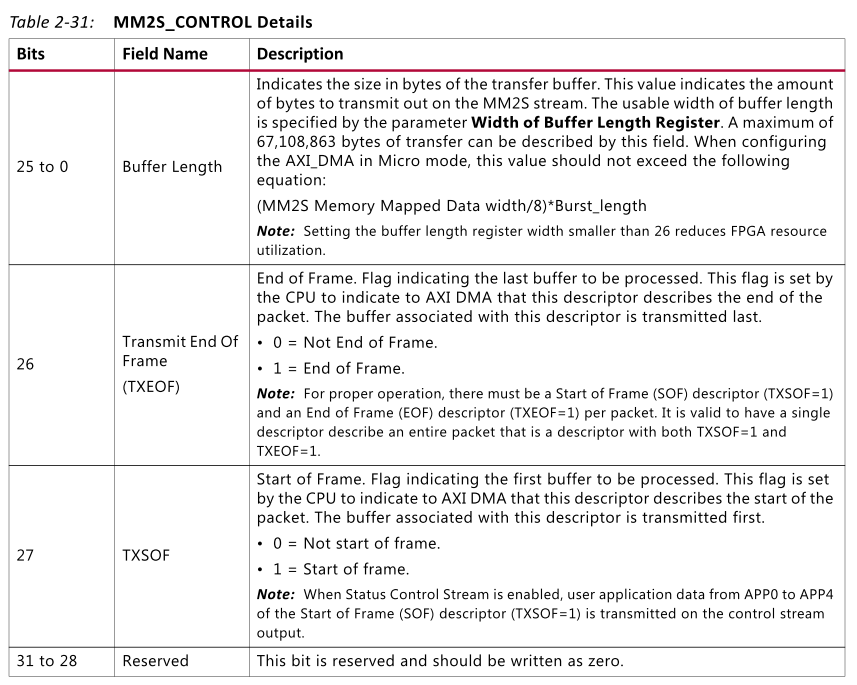 Table 2-31: MM2S_CONTROL Details
Bits Field Name Description
25 to 0
Buffer Length
Indicates the size in bytes of the transfer buffer. This value indicates the amount
of bytes to transmit out on the MM2S stream. The usable width of buffer length
is specified by the parameter Width of Buffer Length Register. A maximum of
67,108,863 bytes of transfer can be described by this field. When configuring
the AXI_DMA in Micro mode, this value should not exceed the following
equation:
(MM2S Memory Mapped Data width/8)*Burst_length
Note: Setting the buffer length register width smaller than 26 reduces FPGA resource
utilization.
26
Transmit End Of
Frame
(TXEOF)
End of Frame. Flag indicating the last buffer to be processed. This flag is set by
the CPU to indicate to AXI DMA that this descriptor describes the end of the
packet. The buffer associated with this descriptor is transmitted last.
• 0 = Not End of Frame.
• 1 = End of Frame.
Note: For proper operation, there must be a Start of Frame (SOF) descriptor (TXSOF=1)
and an End of Frame (EOF) descriptor (TXEOF=1) per packet. It is valid to have a single
descriptor describe an entire packet that is a descriptor with both TXSOF=1 and
TXEOF=1.
27
TXSOF
Start of Frame. Flag indicating the first buffer to be processed. This flag is set
by the CPU to indicate to AXI DMA that this descriptor describes the start of the
packet. The buffer associated with this descriptor is transmitted first.
• 0 = Not start of frame.
• 1 = Start of frame.
Note: When Status Control Stream is enabled, user application data from APP0 to APP4
of the Start of Frame (SOF) descriptor (TXSOF=1) is transmitted on the control stream
output.
31 to 28 Reserved This bit is reserved and should be written as zero.